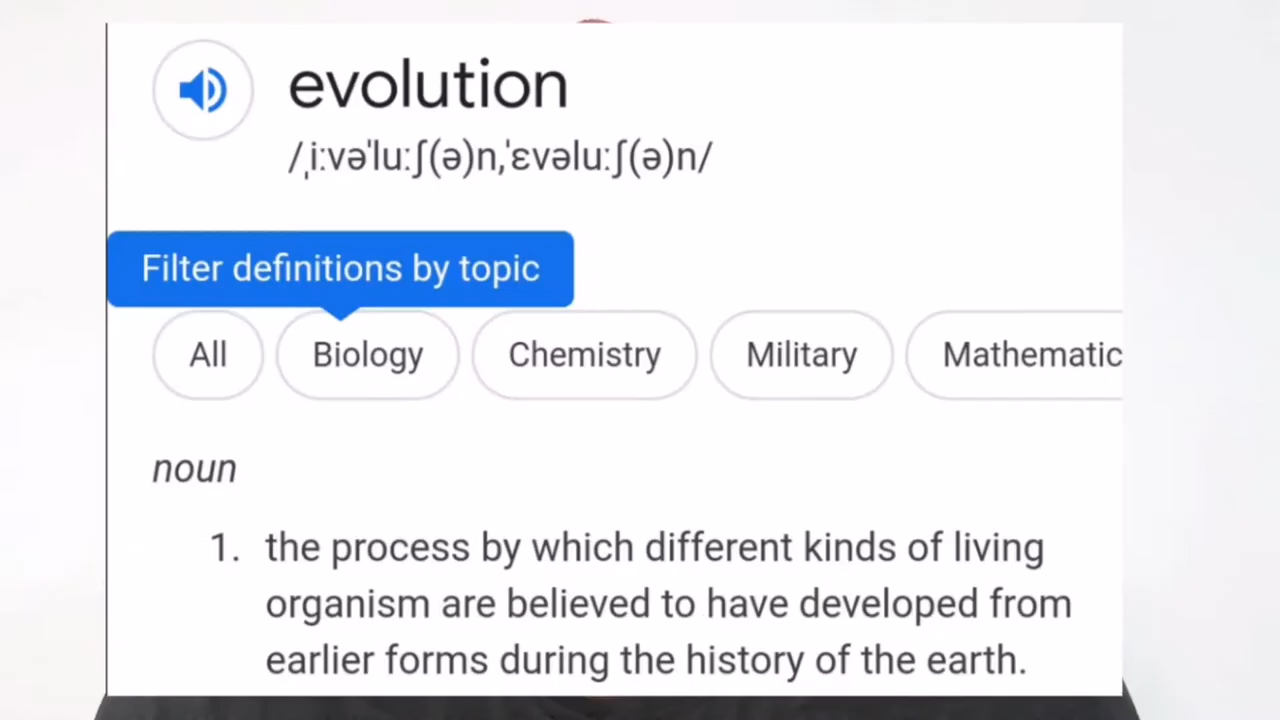 evolution
/ˌiːvəˈluːʃ(ə)n,ˈɛvəluːʃ(ə)n/
Filter definitions by topic
All Biology Chemistry Military Mathematic
noun
1. the process by which different kinds of living
organism are believed to have developed from
earlier forms during the history of the earth.